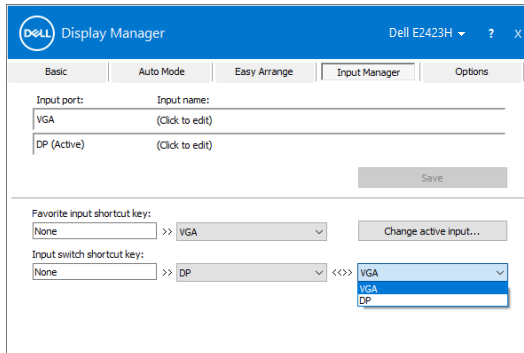 DELL Display Manager Dell E2423H ? X
Basic Auto Mode Easy Arrange Input Manager Options
Input port: Input name:
VGA (Click to edit)
DP (Active) (Click to edit)
Save
Favorite input shortcut key:
None >> VGA Change active input...
Input switch shortcut key:
None >> DP <<>> VGA
VGA
DP